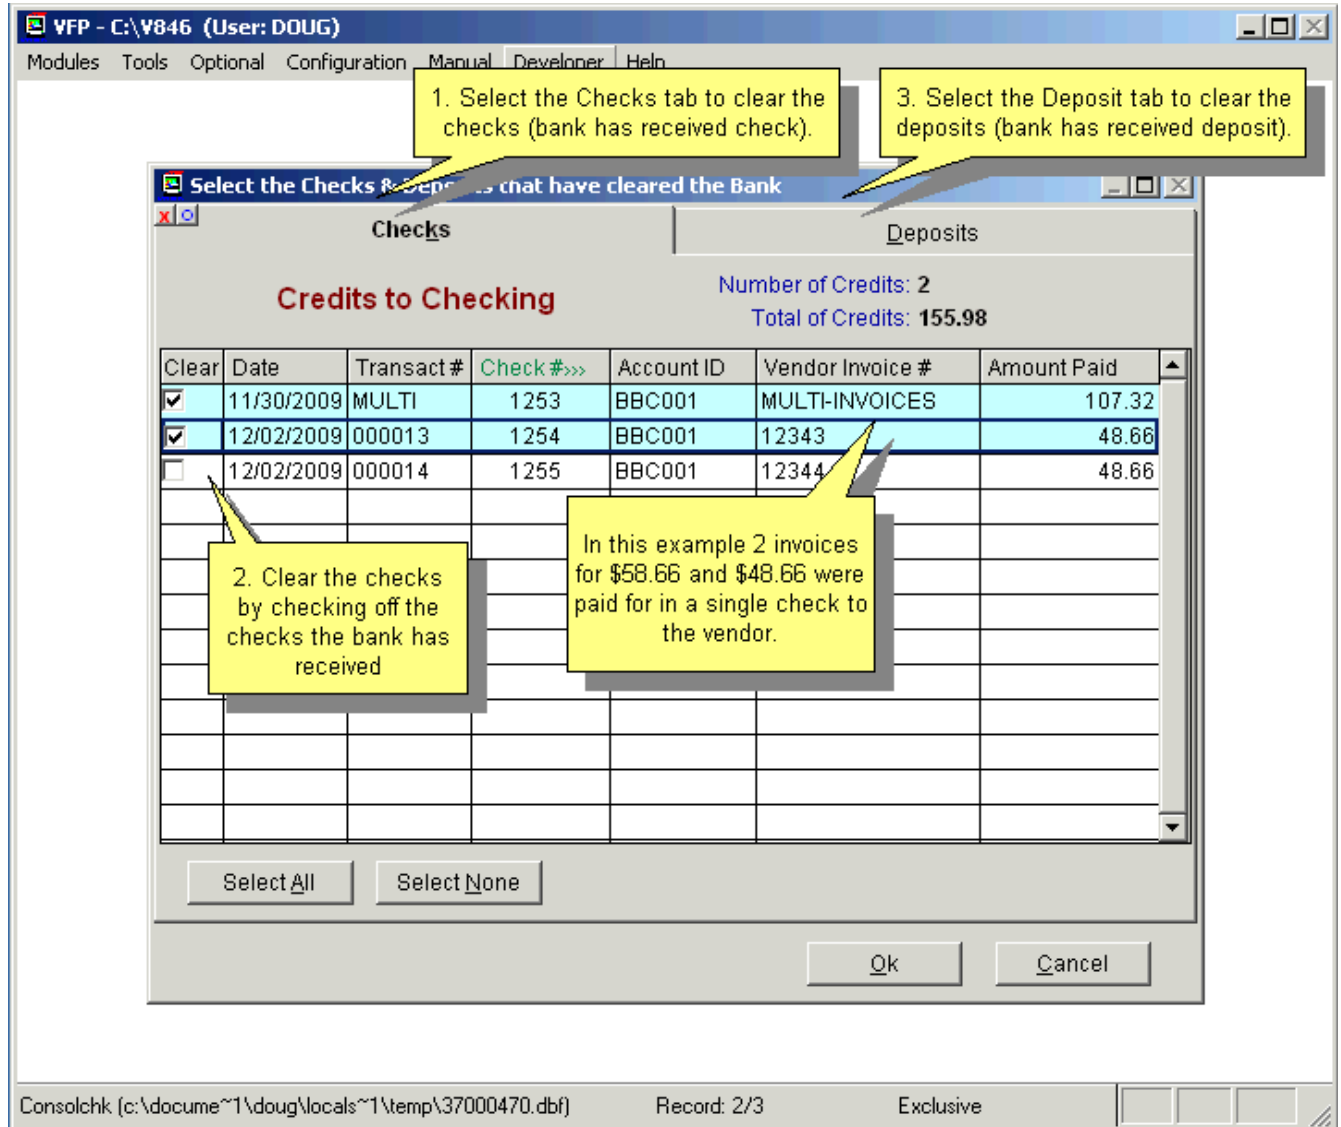 VFP - C:\V846 (User: DOUG)
Modules Tools Optional Configuration Manual Developer Help
1. Select the Checks tab to clear the
checks (bank has received check).
3. Select the Deposit tab to clear the
deposits (bank has received deposit).
Select the Checks & Deposits that have cleared the Bank
Checks
Deposits
Credits to Checking
Number of Credits: 2
Total of Credits: 155.98
Clear Date Transact # Check #>>> Account ID Vendor Invoice # Amount Paid
11/30/2009 MULTI 1253 BBC001 MULTI-INVOICES 107.32
12/02/2009 000013 1254 BBC001 12343 48.66
12/02/2009 000014 1255 BBC001 12344 48.66
2. Clear the checks
by checking off the
checks the bank has
received
In this example 2 invoices
for $58.66 and $48.66 were
paid for in a single check to
the vendor.
Select All Select None
Ok Cancel
Consolchk (c:\docume~1\doug\locals~1\temp\37000470.dbf) Record: 2/3 Exclusive